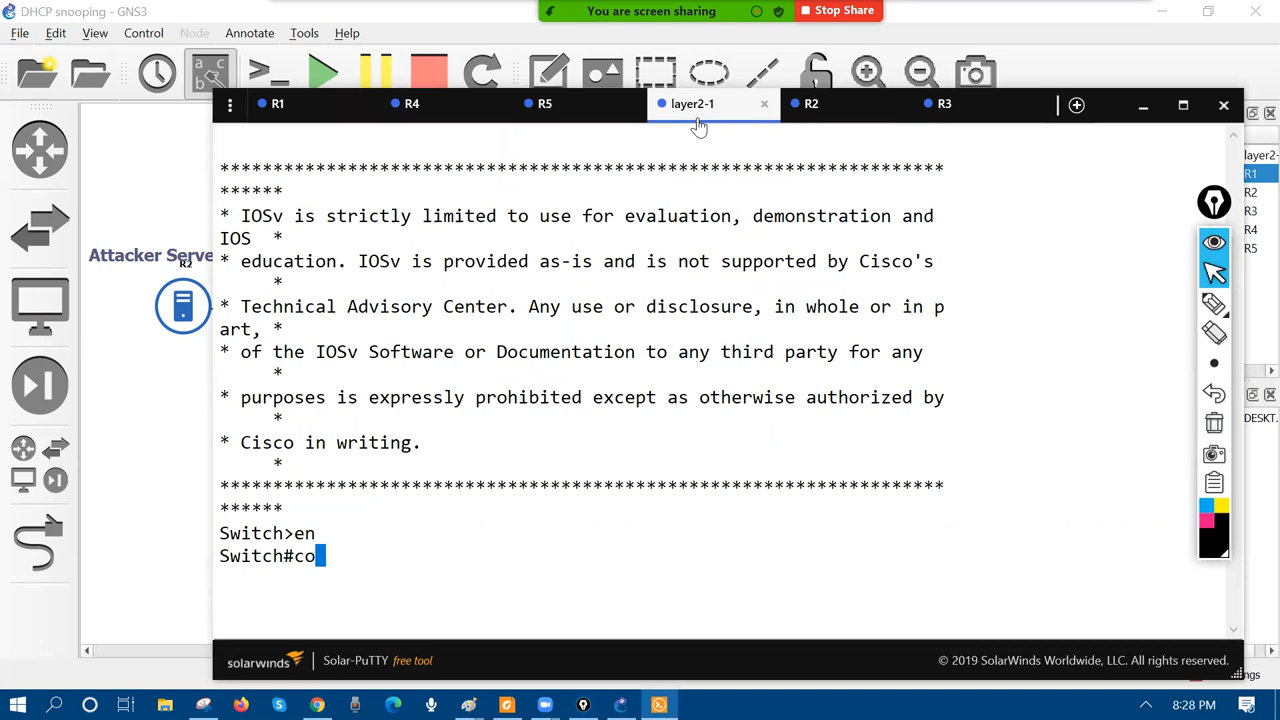 DHCP snooping - GNS3
You are screen sharing
Stop Share
File Edit View Control Node Annotate Tools Help
a b
c
R1 R4 R5 layer2-1 R2 R3
layer2-
R1
R2
R3
R4
R5
Attacker Serve
R2
**********************************************************************
******
* IOSv is strictly limited to use for evaluation, demonstration and
IOS *
* education. IOSv is provided as-is and is not supported by Cisco's
*
* Technical Advisory Center. Any use or disclosure, in whole or in p
art, *
* of the IOSv Software or Documentation to any third party for any
*
* purposes is expressly prohibited except as otherwise authorized by
*
* Cisco in writing.
*
**********************************************************************
******
Switch>en
Switch#co
DESKT.
solarwinds Solar-PuTTY free tool
© 2019 SolarWinds Worldwide, LLC. All rights reserved.
ngs
8:28 PM